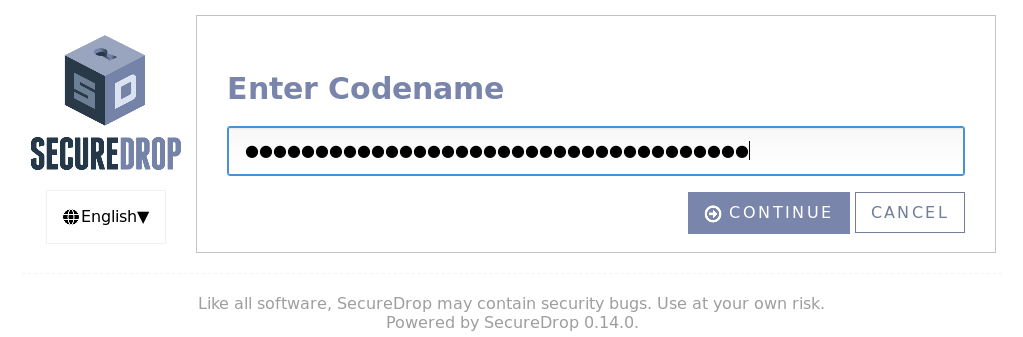 SD
SECUREDROP
English▼
Enter Codename
●●●●●●●●●●●●●●●●●●●●●●●●●●●●●●●●●●●●
CONTINUE
CANCEL
Like all software, SecureDrop may contain security bugs. Use at your own risk.
Powered by SecureDrop 0.14.0.